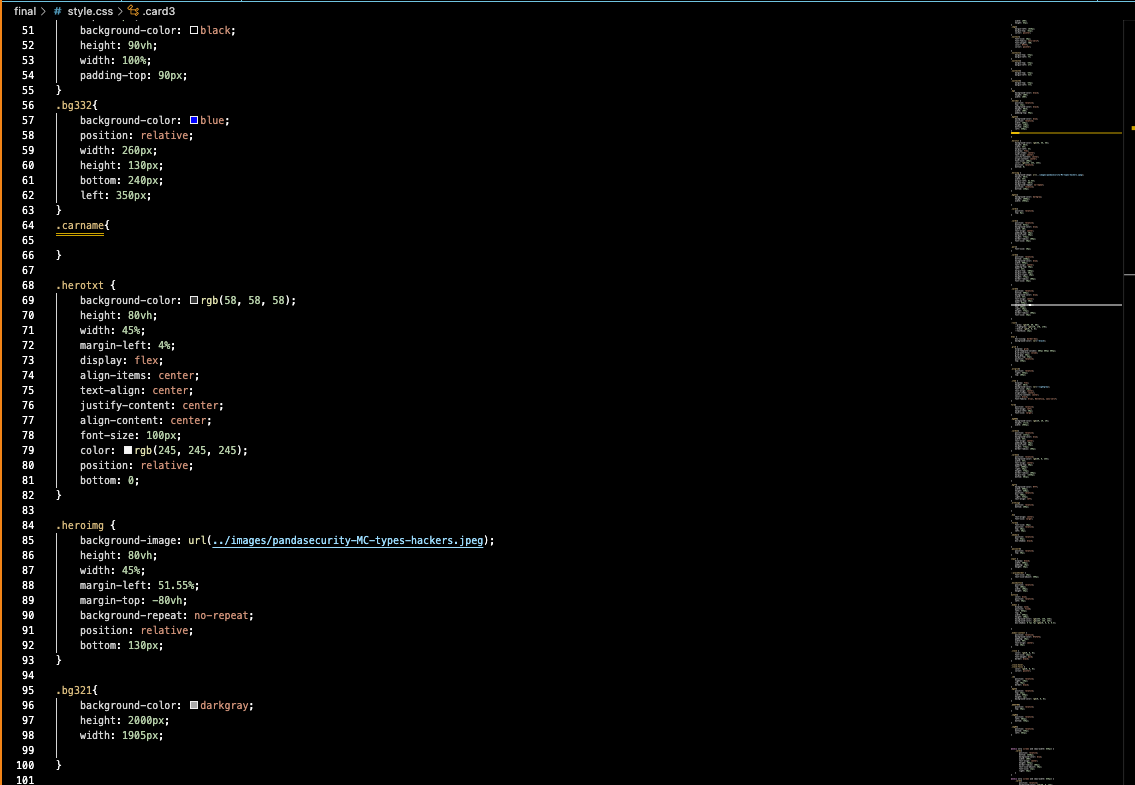 final > # style.css > .card3
51 background-color: black;
52 height: 90vh;
53 width: 100%;
54 padding-top: 90px;
55 }
56 .bg332{
57 background-color: blue;
58 position: relative;
59 width: 260px;
60 height: 130px;
61 bottom: 240px;
62 left: 350px;
63 }
64 .carname{
65
66 }
67
68 .herotxt {
69 background-color: rgb(58, 58, 58);
70 height: 80vh;
71 width: 45%;
72 margin-left: 4%;
73 display: flex;
74 align-items: center;
75 text-align: center;
76 justify-content: center;
77 align-content: center;
78 font-size: 100px;
79 color: rgb(245, 245, 245);
80 position: relative;
81 bottom: 0;
82 }
83
84 .heroimg {
85 background-image: url(../images/pandasecurity-MC-types-hackers.jpeg);
86 height: 80vh;
87 width: 45%;
88 margin-left: 51.55%;
89 margin-top: -80vh;
90 background-repeat: no-repeat;
91 position: relative;
92 bottom: 130px;
93 }
94
95 .bg321{
96 background-color: darkgray;
97 height: 2000px;
98 width: 1905px;
99
100 }
101